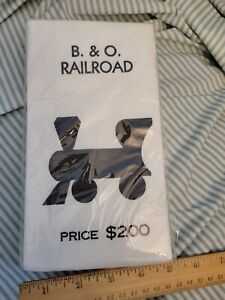 B. & O.
RAILROAD
PRICE $200